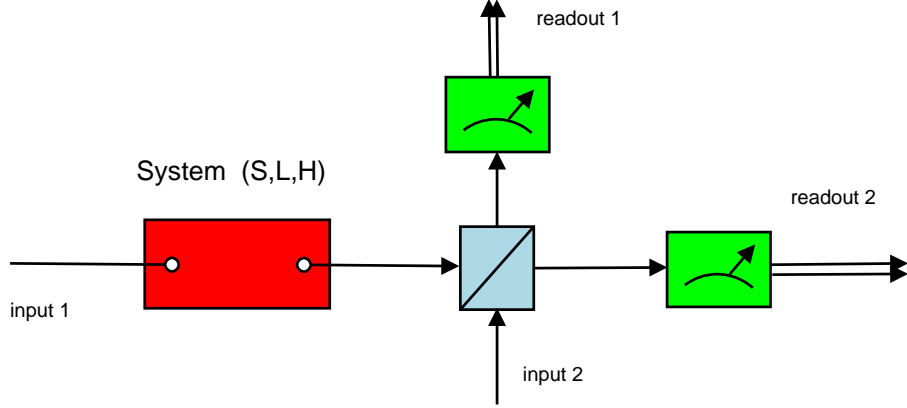 readout 1
System (S,L,H)
readout 2
input 1
input 2